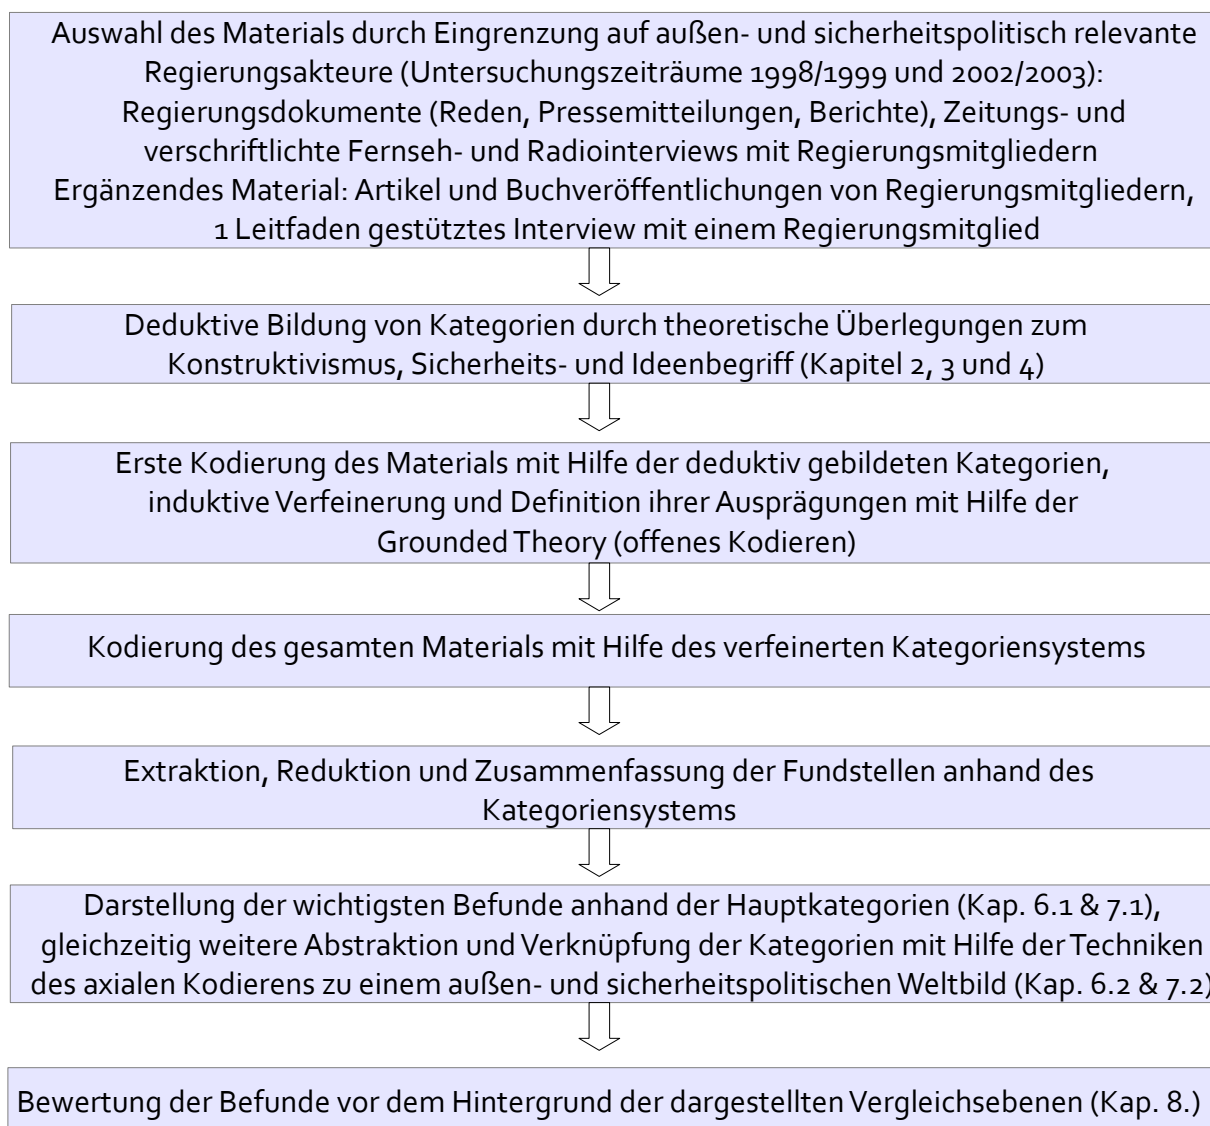 Auswahl des Materials durch Eingrenzung auf außen- und sicherheitspolitisch relevante
Regierungsakteure (Untersuchungszeiträume 1998/1999 und 2002/2003):
Regierungsdokumente (Reden, Pressemitteilungen, Berichte), Zeitungs- und
verschriftlichte Fernseh- und Radiointerviews mit Regierungsmitgliedern
Ergänzendes Material: Artikel und Buchveröffentlichungen von Regierungsmitgliedern,
1 Leitfaden gestütztes Interview mit einem Regierungsmitglied
Deduktive Bildung von Kategorien durch theoretische Überlegungen zum
Konstruktivismus, Sicherheits- und Ideenbegriff (Kapitel 2, 3 und 4)
Erste Kodierung des Materials mit Hilfe der deduktiv gebildeten Kategorien,
induktive Verfeinerung und Definition ihrer Ausprägungen mit Hilfe der
Grounded Theory (offenes Kodieren)
Kodierung des gesamten Materials mit Hilfe des verfeinerten Kategoriensystems
Extraktion, Reduktion und Zusammenfassung der Fundstellen anhand des
Kategoriensystems
Darstellung der wichtigsten Befunde anhand der Hauptkategorien (Kap. 6.1 & 7.1),
gleichzeitig weitere Abstraktion und Verknüpfung der Kategorien mit Hilfe der Techniken
des axialen Kodierens zu einem außen- und sicherheitspolitischen Weltbild (Kap. 6.2 & 7.2)
Bewertung der Befunde vor dem Hintergrund der dargestellten Vergleichsebenen (Kap. 8.)